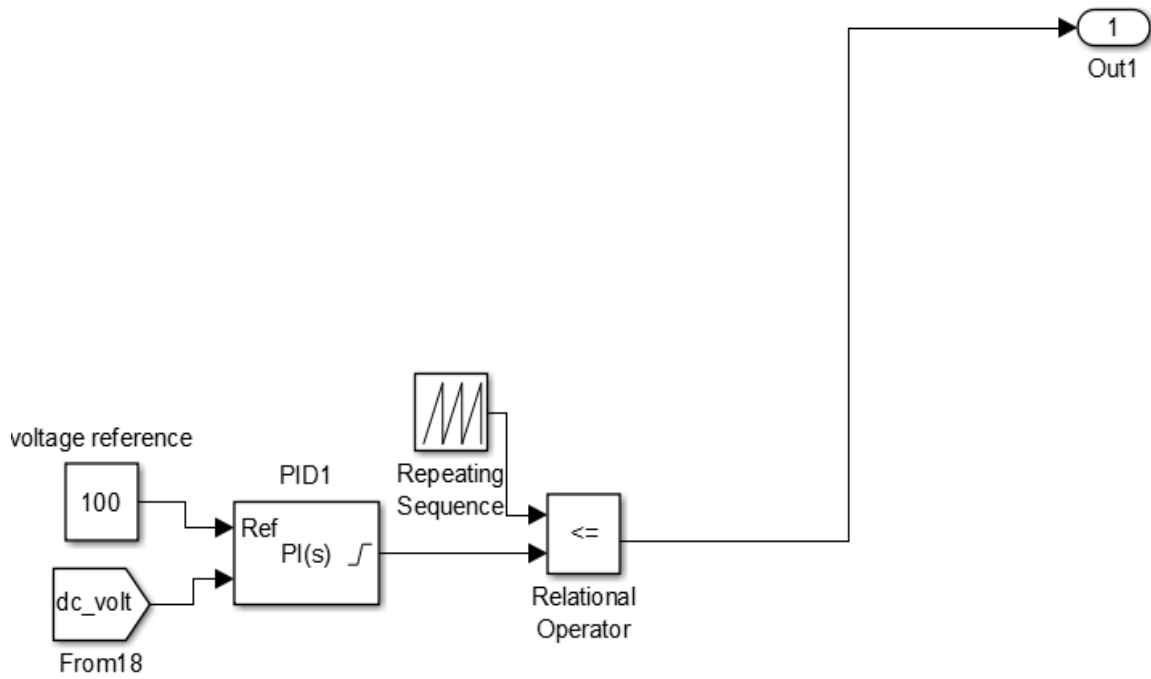 1
Out1
voltage reference
100
PID1
Ref
PI(s)
Repeating
Sequence
<=
Relational
Operator
dc_volt
From18